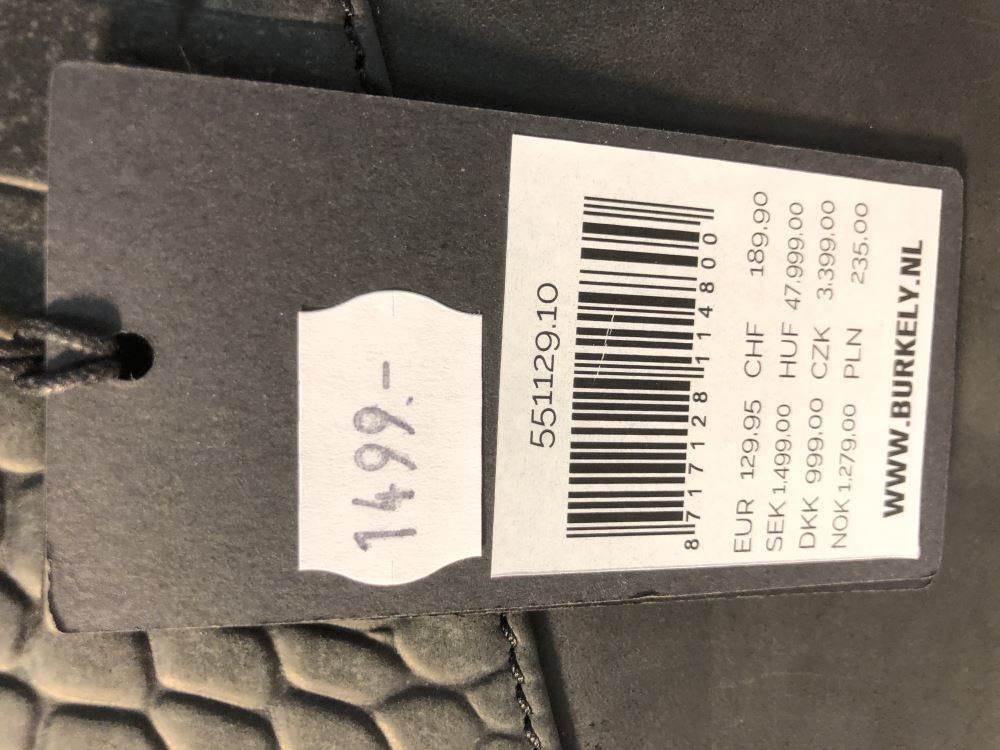 1499.-
551129.10
8 717128 114800
EUR 129.95 CHF 189.90
SEK 1.499.00 HUF 47.999.00
DKK 999.00 CZK 3.399.00
NOK 1.279.00 PLN 235.00
WWW.BURKELY.NL